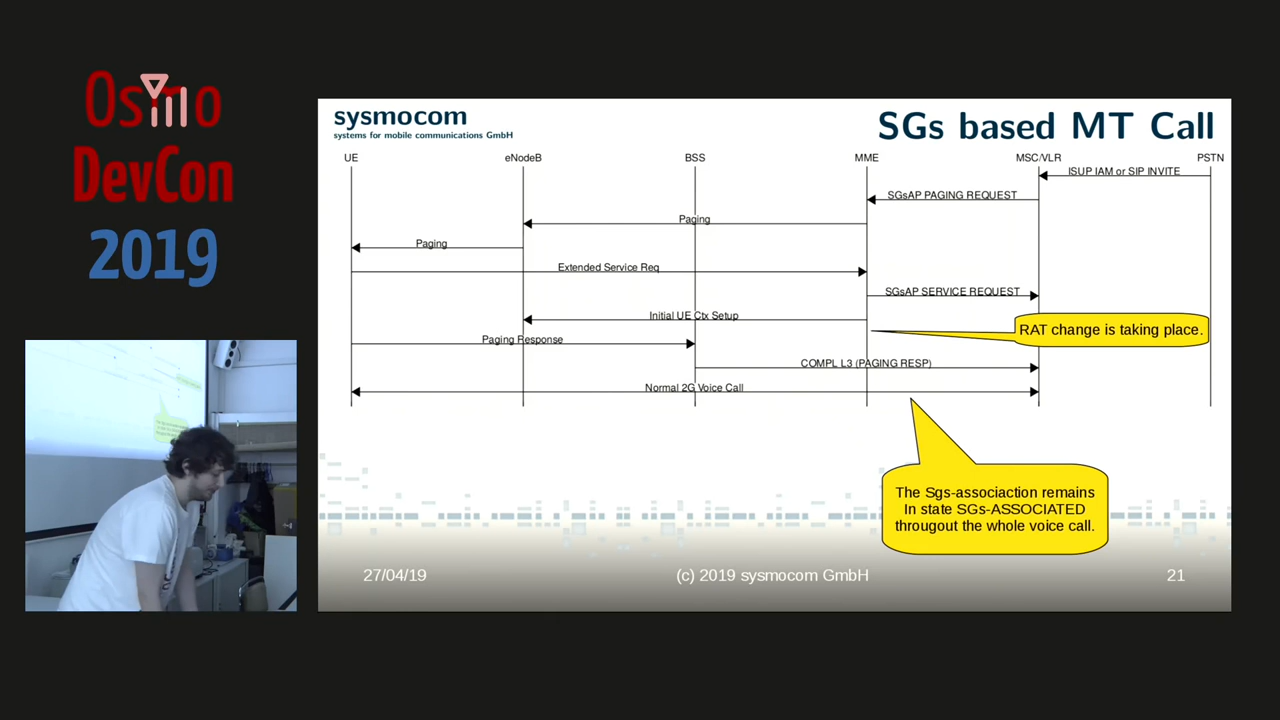 Osmo
DevCon
2019
sysmocom
systems for mobile communications GmbH
SGs based MT Call
UE
eNodeB
BSS
MME
MSC/VLR
PSTN
ISUP IAM or SIP INVITE
SGsAP PAGING REQUEST
Paging
Paging
Extended Service Req
SGsAP SERVICE REQUEST
Initial UE Ctx Setup
RAT change is taking place.
Paging Response
COMPL L3 (PAGING RESP)
Normal 2G Voice Call
The Sgs-associaction remains
In state SGs-ASSOCIATED
througout the whole voice call.
27/04/19
(c) 2019 sysmocom GmbH
21